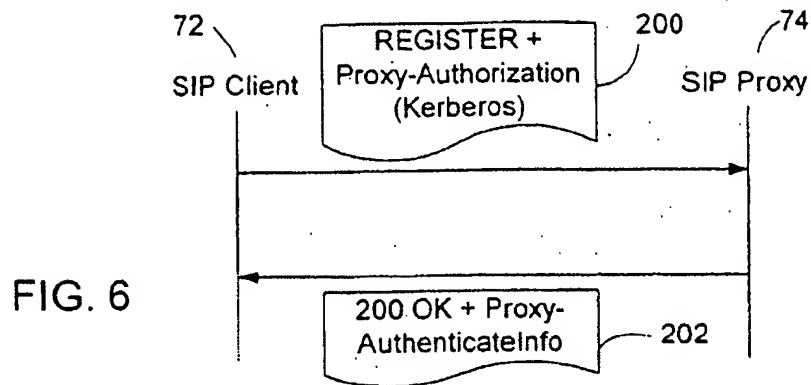 72
REGISTER +
Proxy-Authorization
(Kerberos)
200
74
SIP Client
SIP Proxy
FIG. 6
200 OK + Proxy-
AuthenticateInfo
202